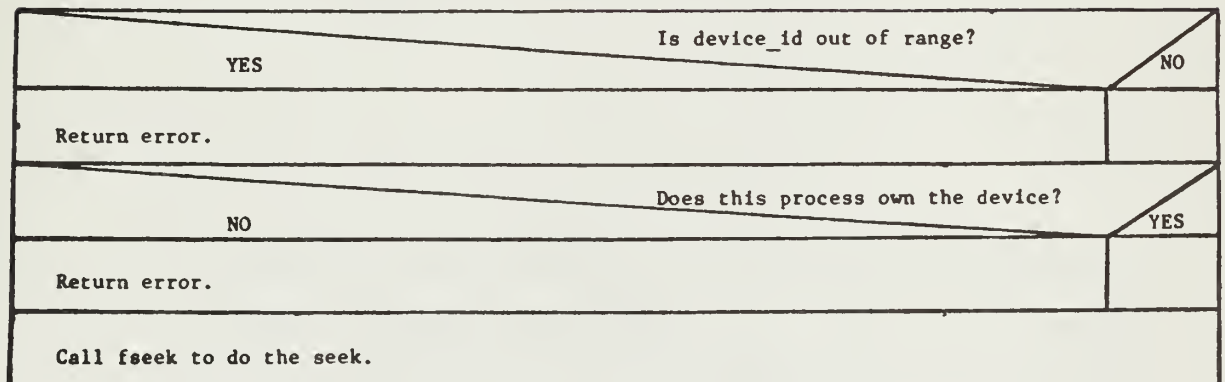 Is device_id out of range?
YES
NO
Return error.
Does this process own the device?
NO
YES
Return error.
Call fseek to do the seek.